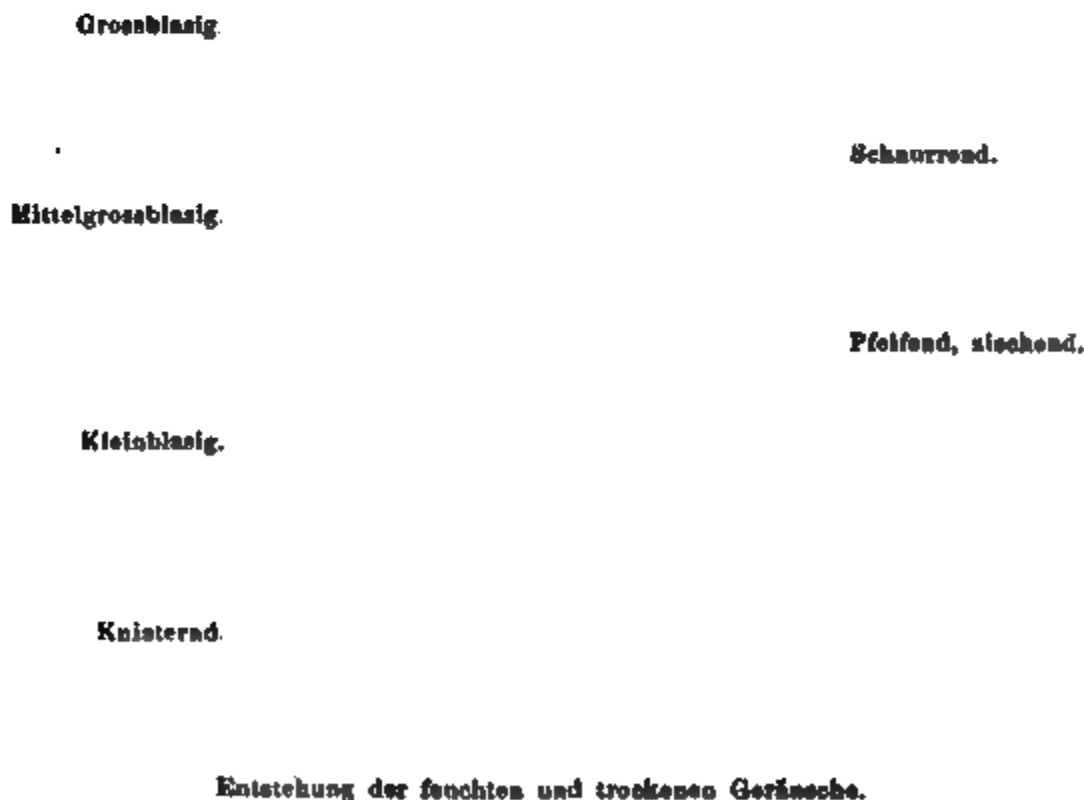 Grossblasig.
Schnurrend.
Mittelgrossblasig.
Pfeifend, zischend.
Kleinblasig.
Knisternd.
Entstehung der feuchten und trockenen Geräusche.